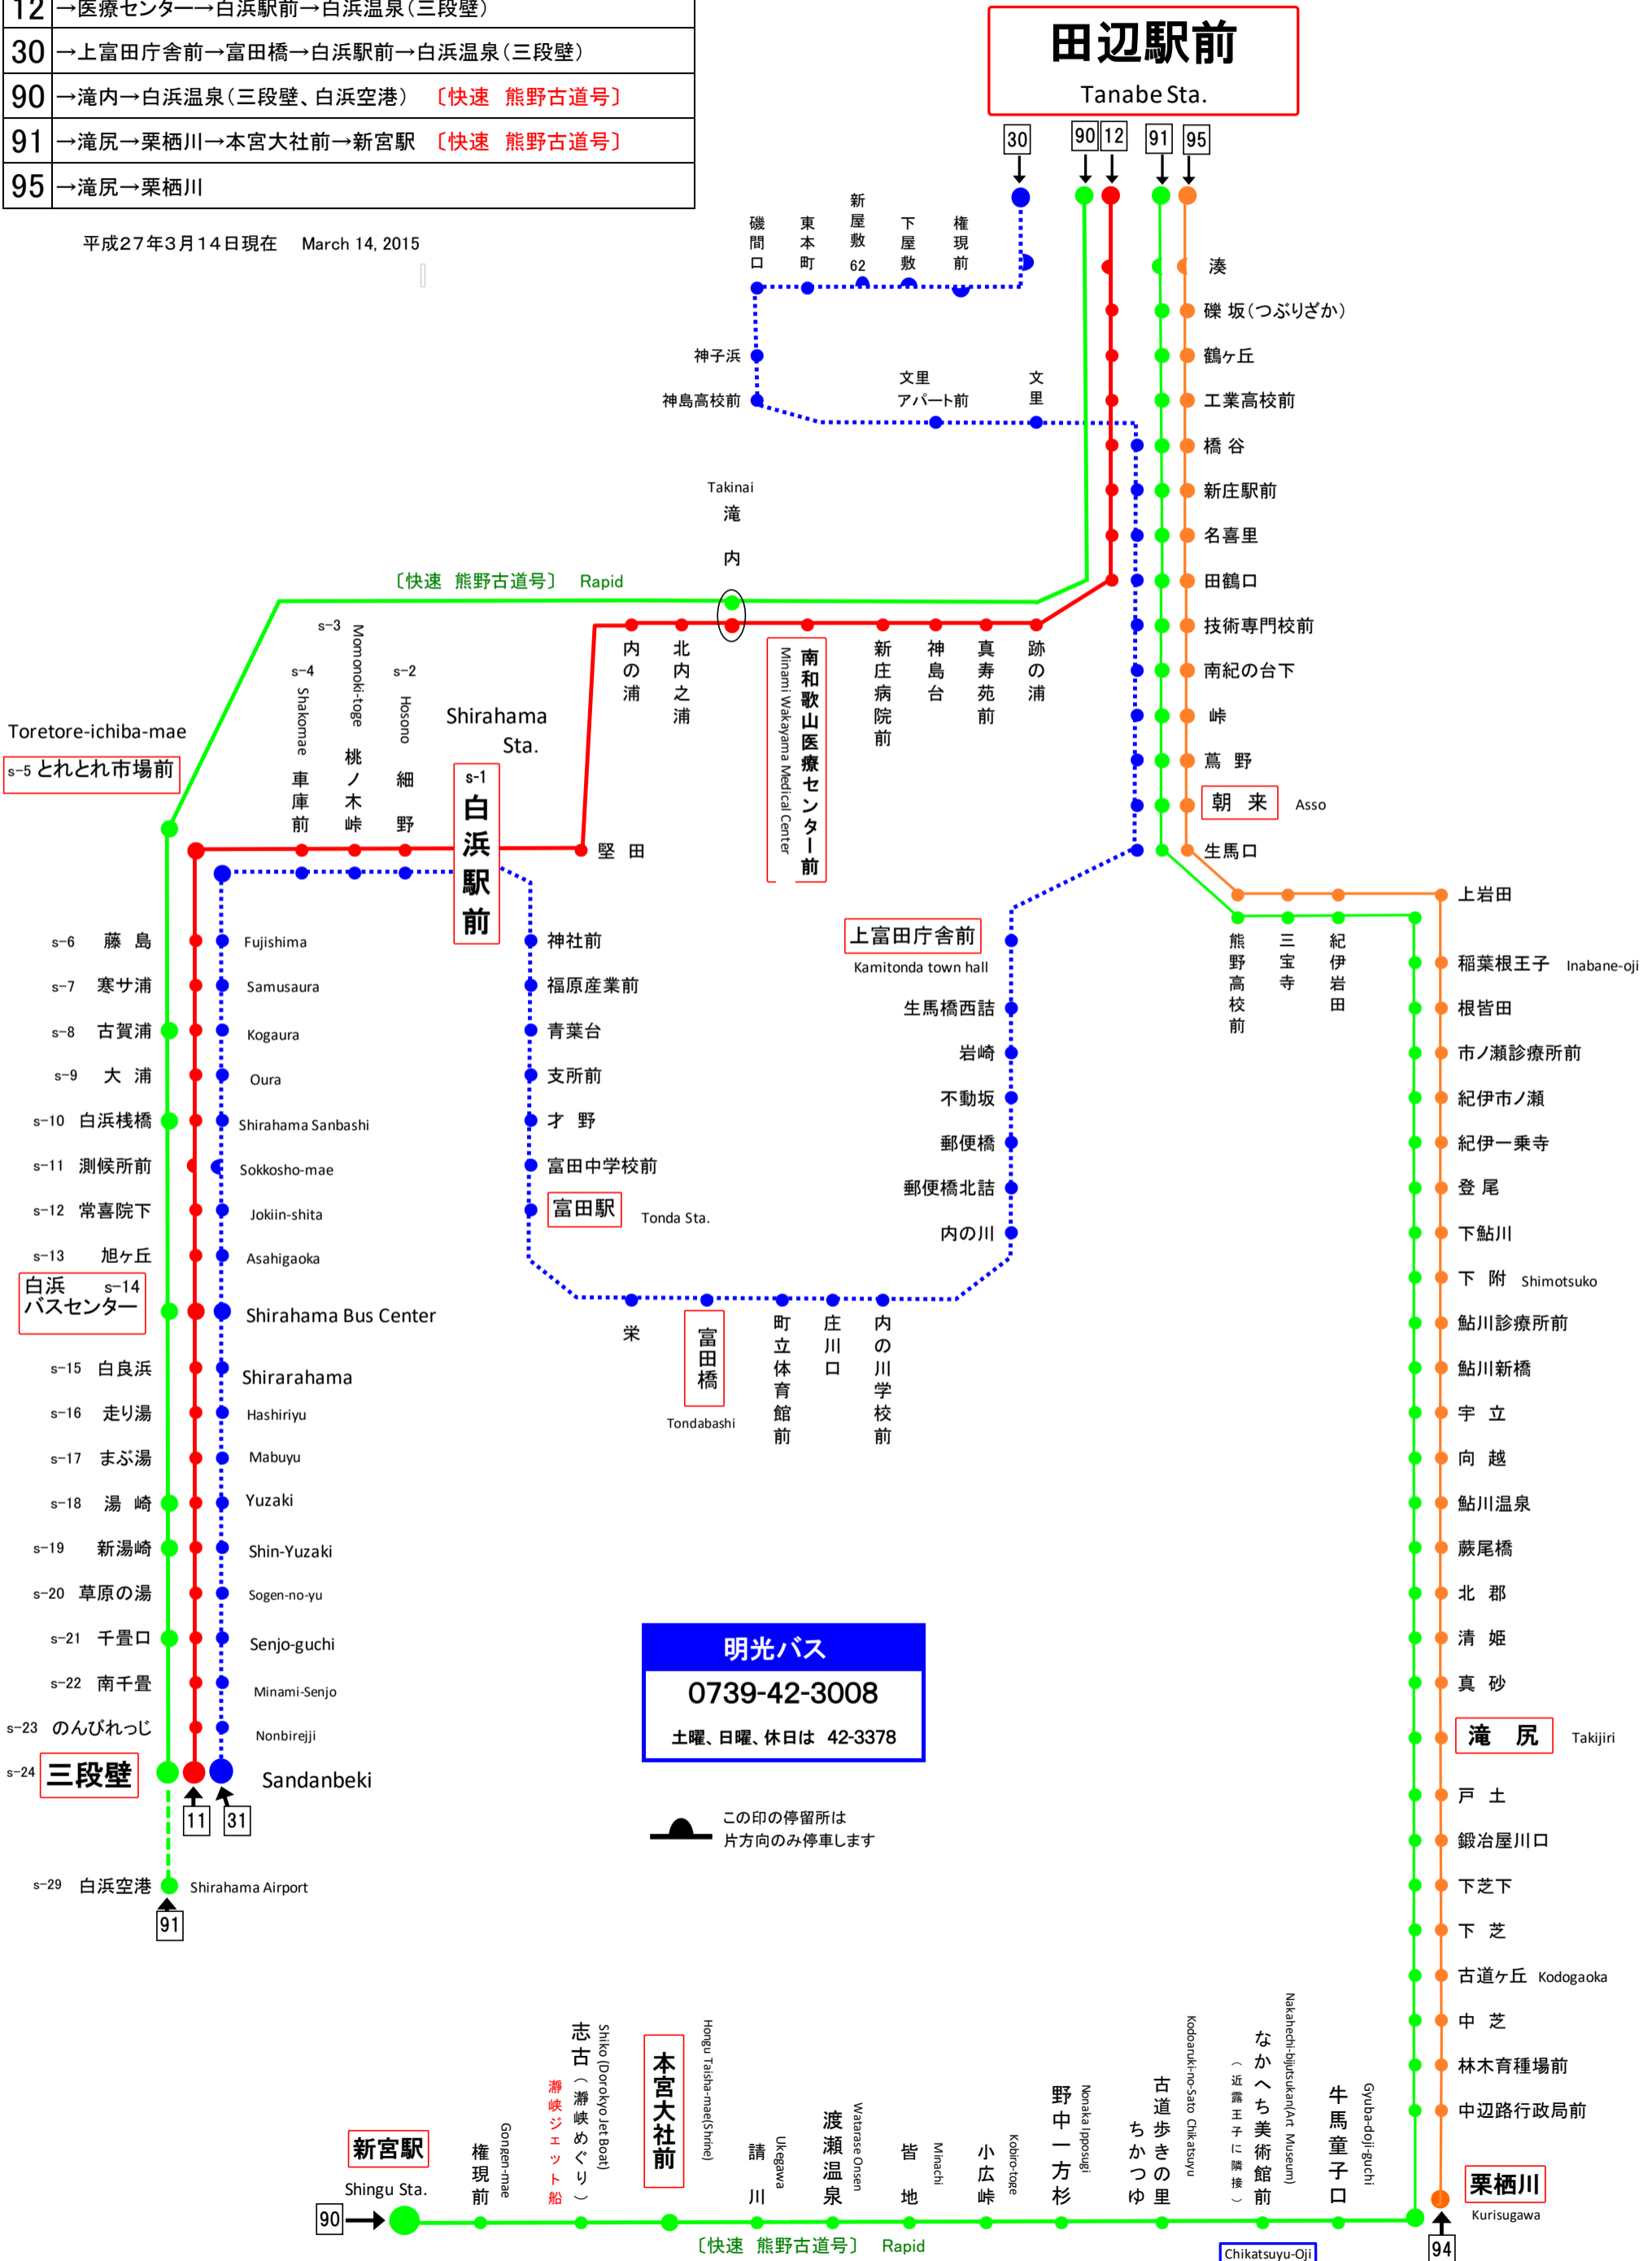 12 →医療センター→白浜駅前→白浜温泉（三段壁）
30 →上富田庁舎前→富田橋→白浜駅前→白浜温泉（三段壁）
90 →滝内→白浜温泉（三段壁、白浜空港） 〔快速 熊野古道号〕
91 →滝尻→栗栖川→本宮大社前→新宮駅 〔快速 熊野古道号〕
95 →滝尻→栗栖川
平成27年3月14日現在 March 14, 2015
田辺駅前
Tanabe Sta.
30
90
12
91
95
磯間口
東本町
新屋敷
62
下屋敷
権現前
神子浜
神島高校前
文里
アパート前
文里
湊
礫 坂（つぶりざか）
鶴ヶ丘
工業高校前
橋 谷
新庄駅前
名喜里
田鶴口
技術専門校前
南紀の台下
峠
蔦 野
朝 来 Asso
生馬口
Takinai
滝 内
〔快速 熊野古道号〕 Rapid
内の浦
北内之浦
南和歌山医療センター前
Minami Wakayama Medical Center
新庄病院前
神島台
真寿苑前
跡の浦
堅 田
Shirahama
Sta.
s-1
白浜駅前
s-2 Hosono 細 野
s-3 Momonoki-toge 桃ノ木峠
s-4 Shakomae 車庫前
Toretore-ichiba-mae
s-5 とれとれ市場前
s-6 藤 島 Fujishima
s-7 寒サ浦 Samusaura
s-8 古賀浦 Kogaura
s-9 大 浦 Oura
s-10 白浜桟橋 Shirahama Sanbashi
s-11 測候所前 Sokkosho-mae
s-12 常喜院下 Jokiin-shita
s-13 旭ヶ丘 Asahigaoka
白浜 s-14
バスセンター
Shirahama Bus Center
s-15 白良浜 Shirarahama
s-16 走り湯 Hashiriyu
s-17 まぶ湯 Mabuyu
s-18 湯 崎 Yuzaki
s-19 新湯崎 Shin-Yuzaki
s-20 草原の湯 Sogen-no-yu
s-21 千畳口 Senjo-guchi
s-22 南千畳 Minami-Senjo
s-23 のんびれっじ Nonbirejji
s-24 三段壁 Sandanbeki
11
31
s-29 白浜空港 Shirahama Airport
91
神社前
福原産業前
青葉台
支所前
才 野
富田中学校前
富田駅 Tonda Sta.
栄
富田橋
Tondabashi
町立体育館前
庄川口
内の川学校前
上富田庁舎前
Kamitonda town hall
生馬橋西詰
岩崎
不動坂
郵便橋
郵便橋北詰
内の川
熊野高校前
三宝寺
紀伊岩田
上岩田
稲葉根王子 Inabane-oji
根皆田
市ノ瀬診療所前
紀伊市ノ瀬
紀伊一乗寺
登 尾
下鮎川
下 附 Shimotsuko
鮎川診療所前
鮎川新橋
宇 立
向 越
鮎川温泉
蕨尾橋
北 郡
清 姫
真 砂
滝 尻 Takijiri
戸 土
鍛冶屋川口
下芝下
下 芝
古道ヶ丘 Kodogaoka
中 芝
林木育種場前
中辺路行政局前
栗栖川
Kurisugawa
94
明光バス
0739-42-3008
土曜、日曜、休日は 42-3378
この印の停留所は
片方向のみ停車します
新宮駅
Shingu Sta.
90
権現前
Gongen-mae
瀞峡ジェット船
志古（瀞峡めぐり）
Shiko (Dorokyo Jet Boat)
本宮大社前
Hongu Taisha-mae(Shrine)
請 川
Ukegawa
渡瀬温泉
Watarase Onsen
皆 地
Minachi
小広峠
Kobiro-toge
野中一方杉
Nonaka Ipposugi
古道歩きの里
ちかつゆ
Kodoaruki-no-Sato Chikatsuyu
なかへち美術館前
（近露王子に隣接）
Nakahechi-bijutsukan(Art Museum)
牛馬童子口
Gyuba-doji-guchi
〔快速 熊野古道号〕 Rapid
Chikatsuyu-Oji